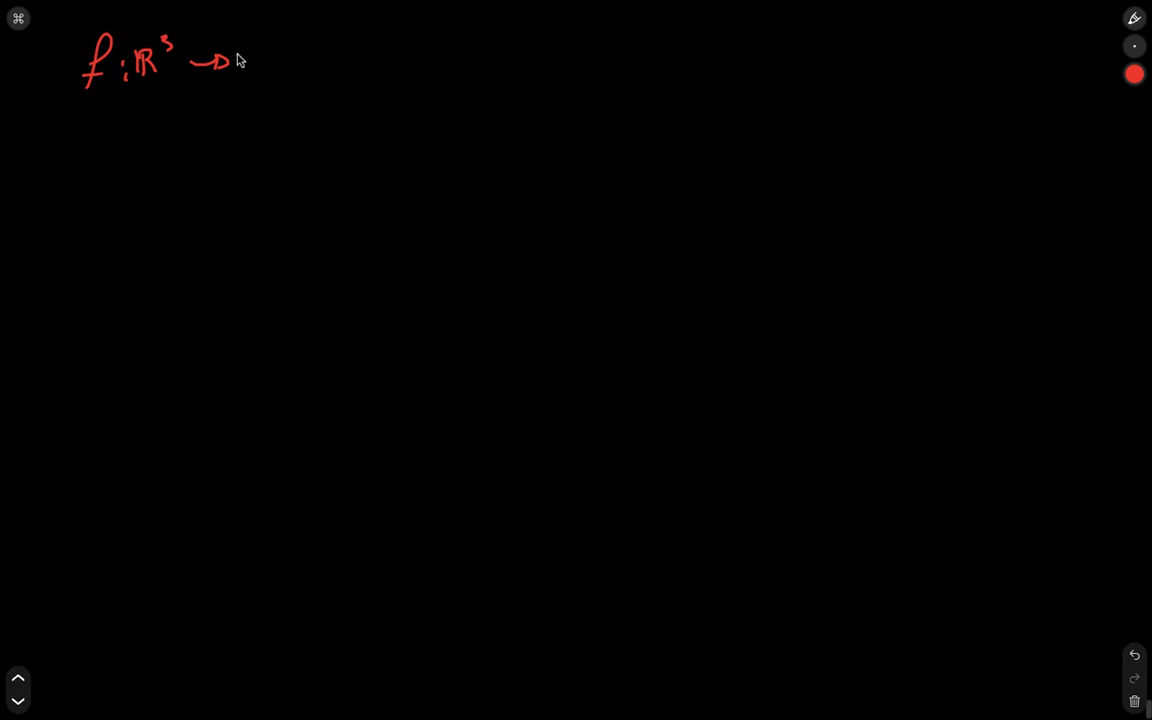 f : ℝ³ →